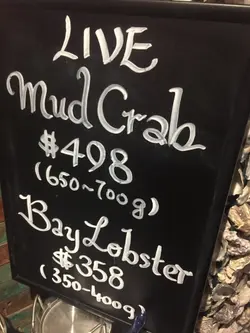 LIVE
Mud Crab
$498
(650~700g)
Bay Lobster
$358
(350-400g)